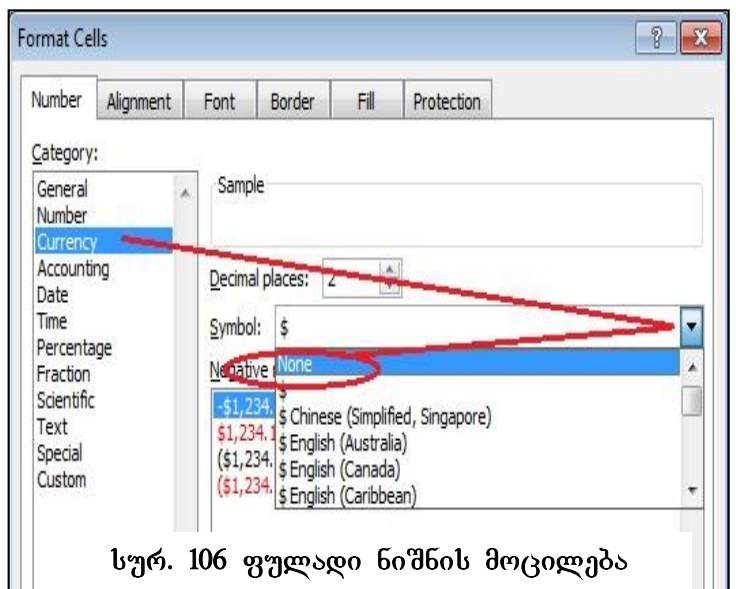 Format Cells
Number Alignment Font Border Fill Protection
Category:
General
Number
Currency
Accounting
Date
Time
Percentage
Fraction
Scientific
Text
Special
Custom
Sample
Decimal places: 2
Symbol: $
Negative
None
$
$ Chinese (Simplified, Singapore)
$ English (Australia)
$ English (Canada)
$ English (Caribbean)
-$1,234.
$1,234.1
($1,234.
($1,234.
სურ. 106 ფულადი ნიშნის მოცილება